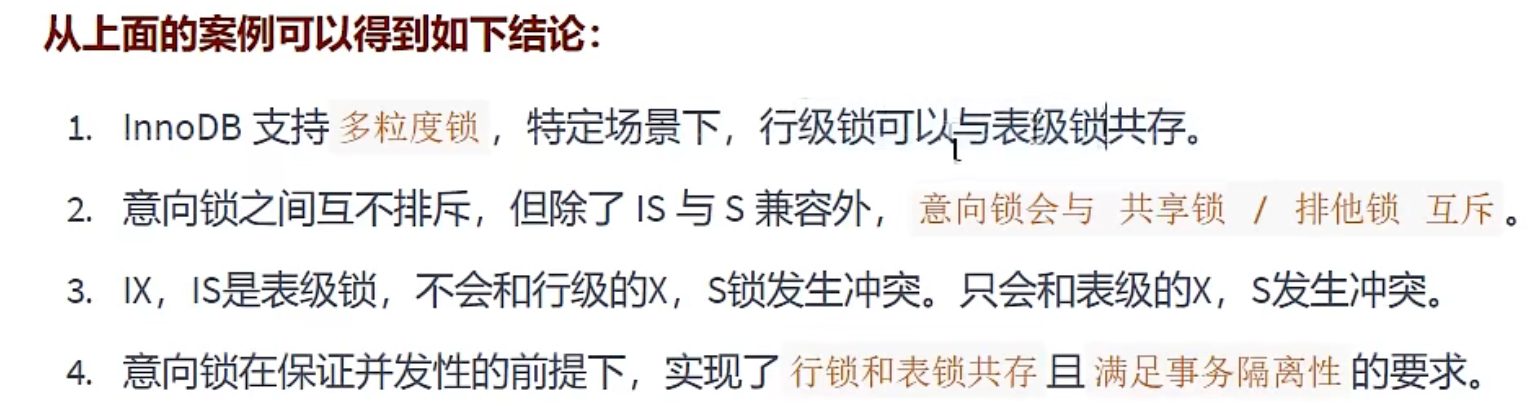 从上面的案例可以得到如下结论：
1. InnoDB 支持 多粒度锁 ，特定场景下，行级锁可以与表级锁共存。
2. 意向锁之间互不排斥，但除了 IS 与 S 兼容外， 意向锁会与 共享锁 / 排他锁 互斥 。
3. IX，IS是表级锁，不会和行级的X，S锁发生冲突。只会和表级的X，S发生冲突。
4. 意向锁在保证并发性的前提下，实现了 行锁和表锁共存 且 满足事务隔离性 的要求。